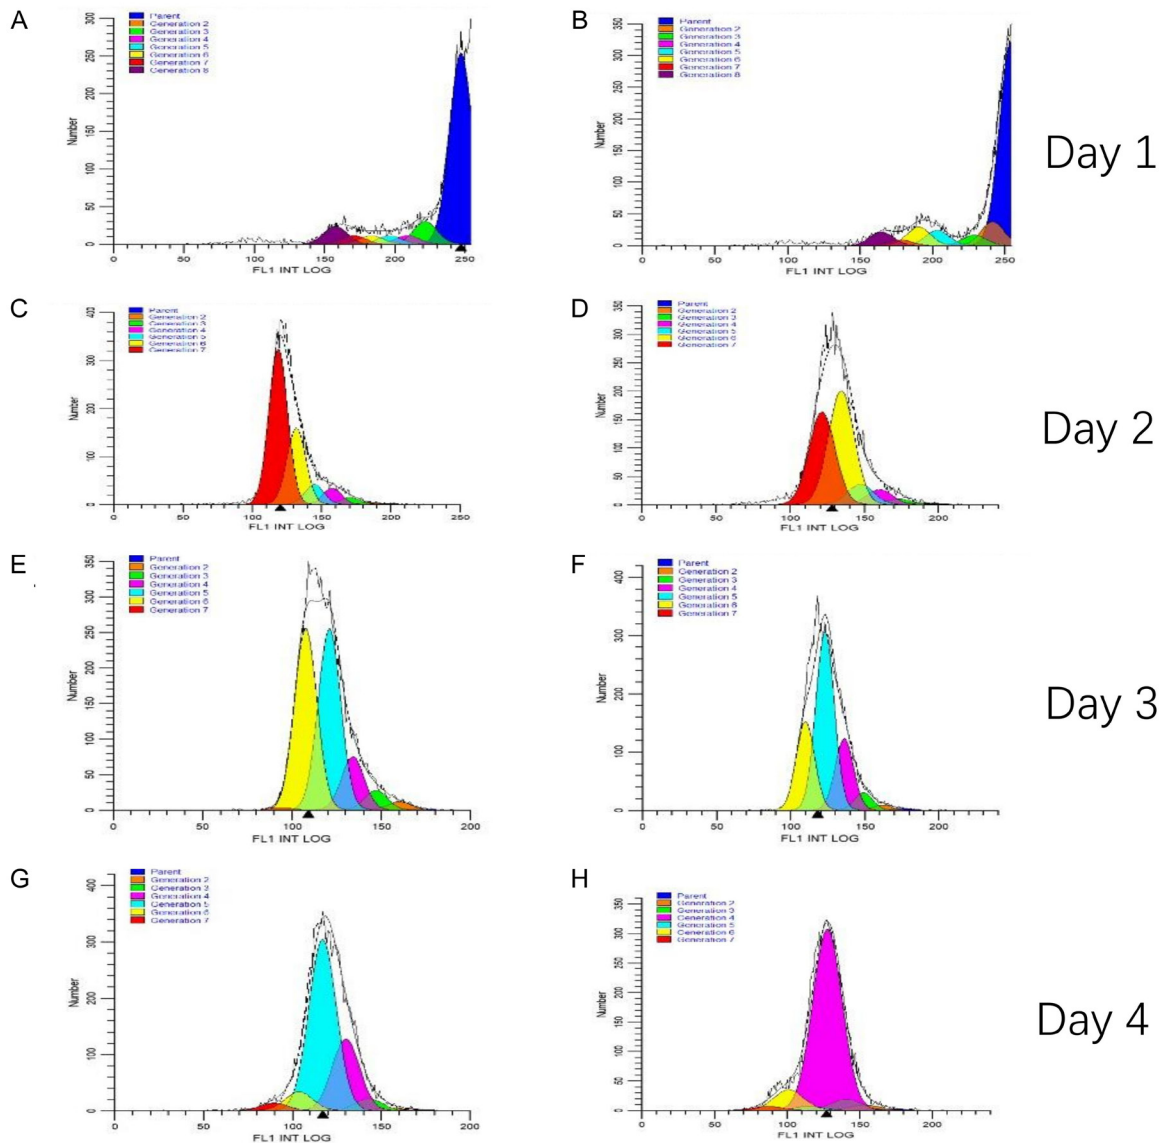 A
Parent
Generation 2
Generation 3
Generation 4
Generation 5
Generation 6
Generation 7
Generation 8
Number
0 50 100 150 200 250 300
0 50 100 150 200 250
FL1 INT LOG
B
Parent
Generation 2
Generation 3
Generation 4
Generation 5
Generation 6
Generation 7
Generation 8
Number
0 50 100 150 200 250 300 350
0 50 100 150 200 250
FL1 INT LOG
Day 1
C
Parent
Generation 2
Generation 3
Generation 4
Generation 5
Generation 6
Generation 7
Number
0 100 200 300 400
0 50 100 150 200 250
FL1 INT LOG
D
Parent
Generation 2
Generation 3
Generation 4
Generation 5
Generation 6
Generation 7
Number
0 50 100 150 200 250 300 350
0 50 100 150 200
FL1 INT LOG
Day 2
E
Parent
Generation 2
Generation 3
Generation 4
Generation 5
Generation 6
Generation 7
Number
0 50 100 150 200 250 300 350
0 50 100 150 200
FL1 INT LOG
F
Parent
Generation 2
Generation 3
Generation 4
Generation 5
Generation 6
Generation 7
Number
0 100 200 300 400
0 50 100 150 200
FL1 INT LOG
Day 3
G
Parent
Generation 2
Generation 3
Generation 4
Generation 5
Generation 6
Generation 7
Number
0 100 200 300 400
0 50 100 150 200
FL1 INT LOG
H
Parent
Generation 2
Generation 3
Generation 4
Generation 5
Generation 6
Generation 7
Number
0 50 100 150 200 250 300 350
0 50 100 150 200
FL1 INT LOG
Day 4